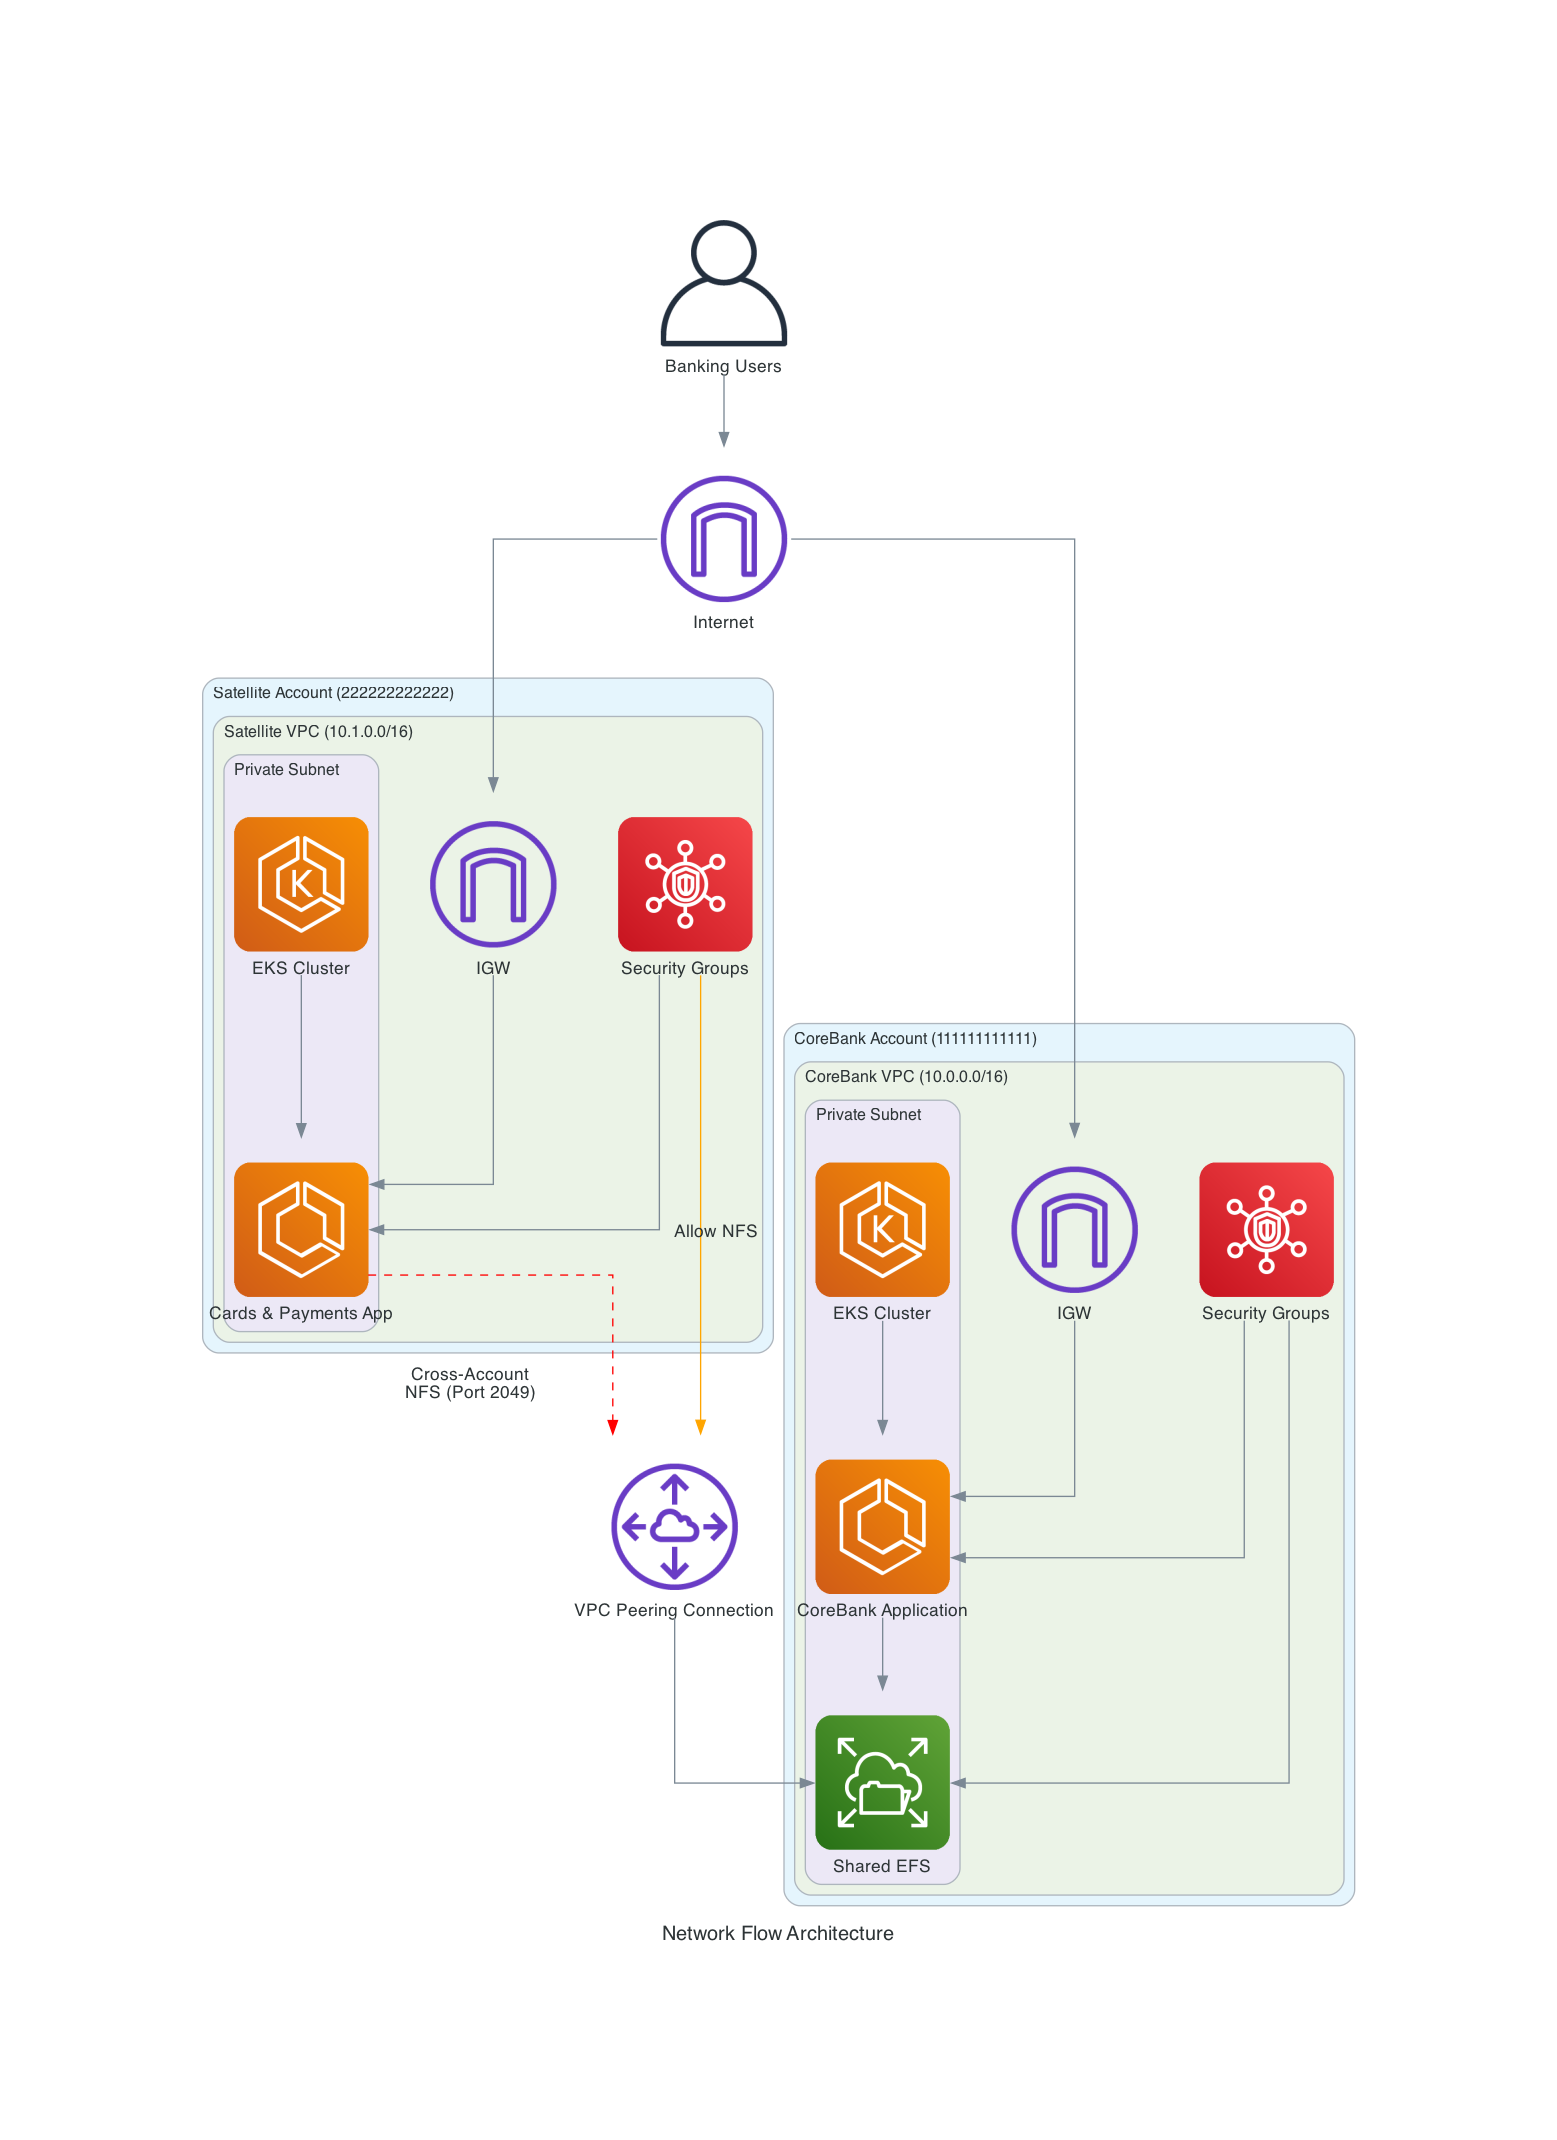 Banking Users
Internet
Satellite Account (222222222222)
Satellite VPC (10.1.0.0/16)
Private Subnet
EKS Cluster
IGW
Security Groups
CoreBank Account (111111111111)
CoreBank VPC (10.0.0.0/16)
Private Subnet
Allow NFS
Cards & Payments App
EKS Cluster
IGW
Security Groups
Cross-Account
NFS (Port 2049)
VPC Peering Connection
CoreBank Application
Shared EFS
Network Flow Architecture